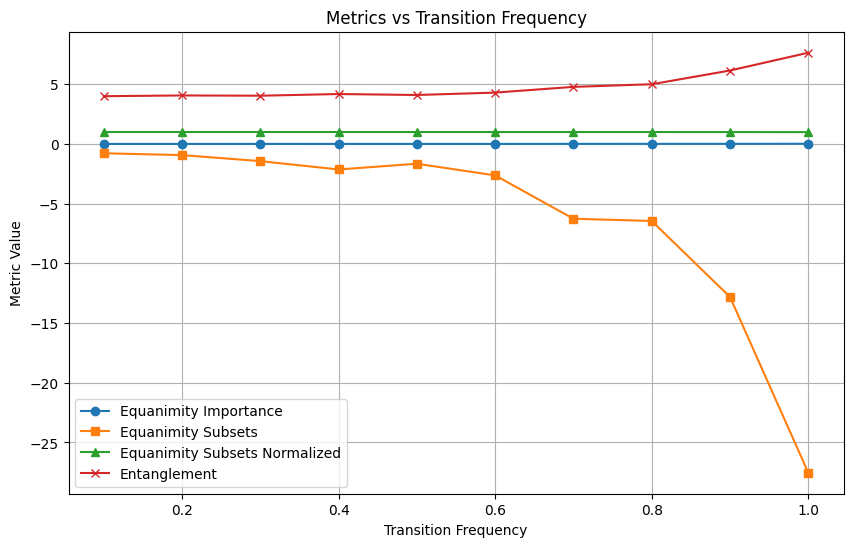 Metrics vs Transition Frequency
Metric Value
5
0
−5
−10
−15
−20
−25
Equanimity Importance
Equanimity Subsets
Equanimity Subsets Normalized
Entanglement
0.2 0.4 0.6 0.8 1.0
Transition Frequency